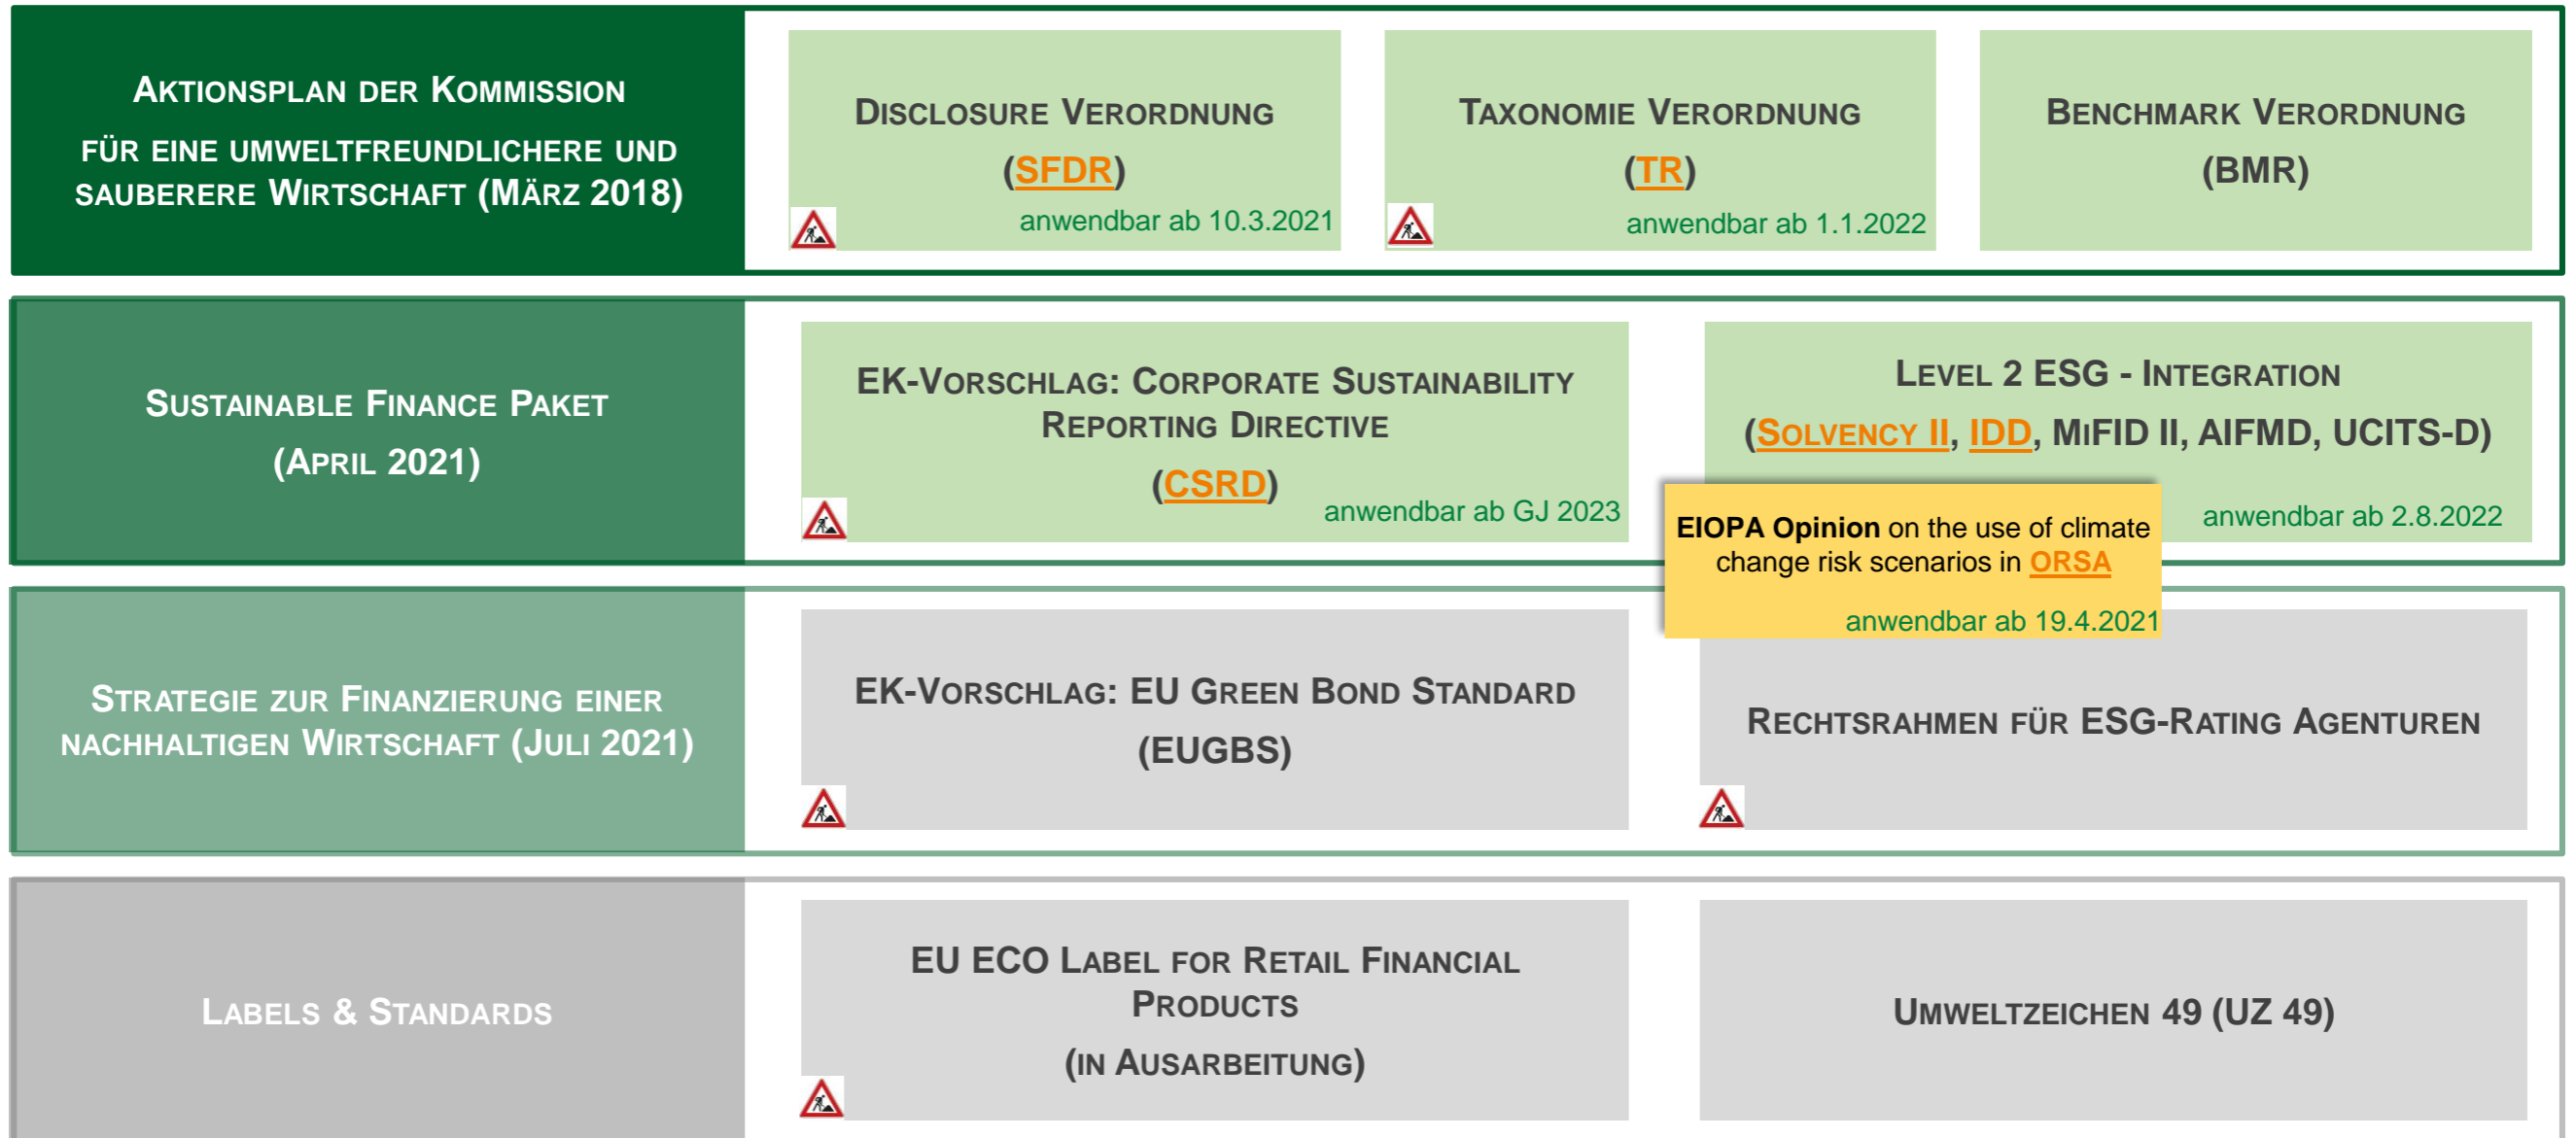 Aktionsplan der Kommission
für eine umweltfreundlichere und
sauberere Wirtschaft (März 2018)
Disclosure Verordnung
(SFDR)
anwendbar ab 10.3.2021
Taxonomie Verordnung
(TR)
anwendbar ab 1.1.2022
Benchmark Verordnung
(BMR)
Sustainable Finance Paket
(April 2021)
EK-Vorschlag: Corporate Sustainability
Reporting Directive
(CSRD)
anwendbar ab GJ 2023
Level 2 ESG - Integration
(Solvency II, IDD, MiFID II, AIFMD, UCITS-D)
anwendbar ab 2.8.2022
EIOPA Opinion on the use of climate
change risk scenarios in ORSA
anwendbar ab 19.4.2021
Strategie zur Finanzierung einer
nachhaltigen Wirtschaft (Juli 2021)
EK-Vorschlag: EU Green Bond Standard
(EUGBS)
Rechtsrahmen für ESG-Rating Agenturen
Labels & Standards
EU ECO Label for Retail Financial
Products
(in Ausarbeitung)
Umweltzeichen 49 (UZ 49)